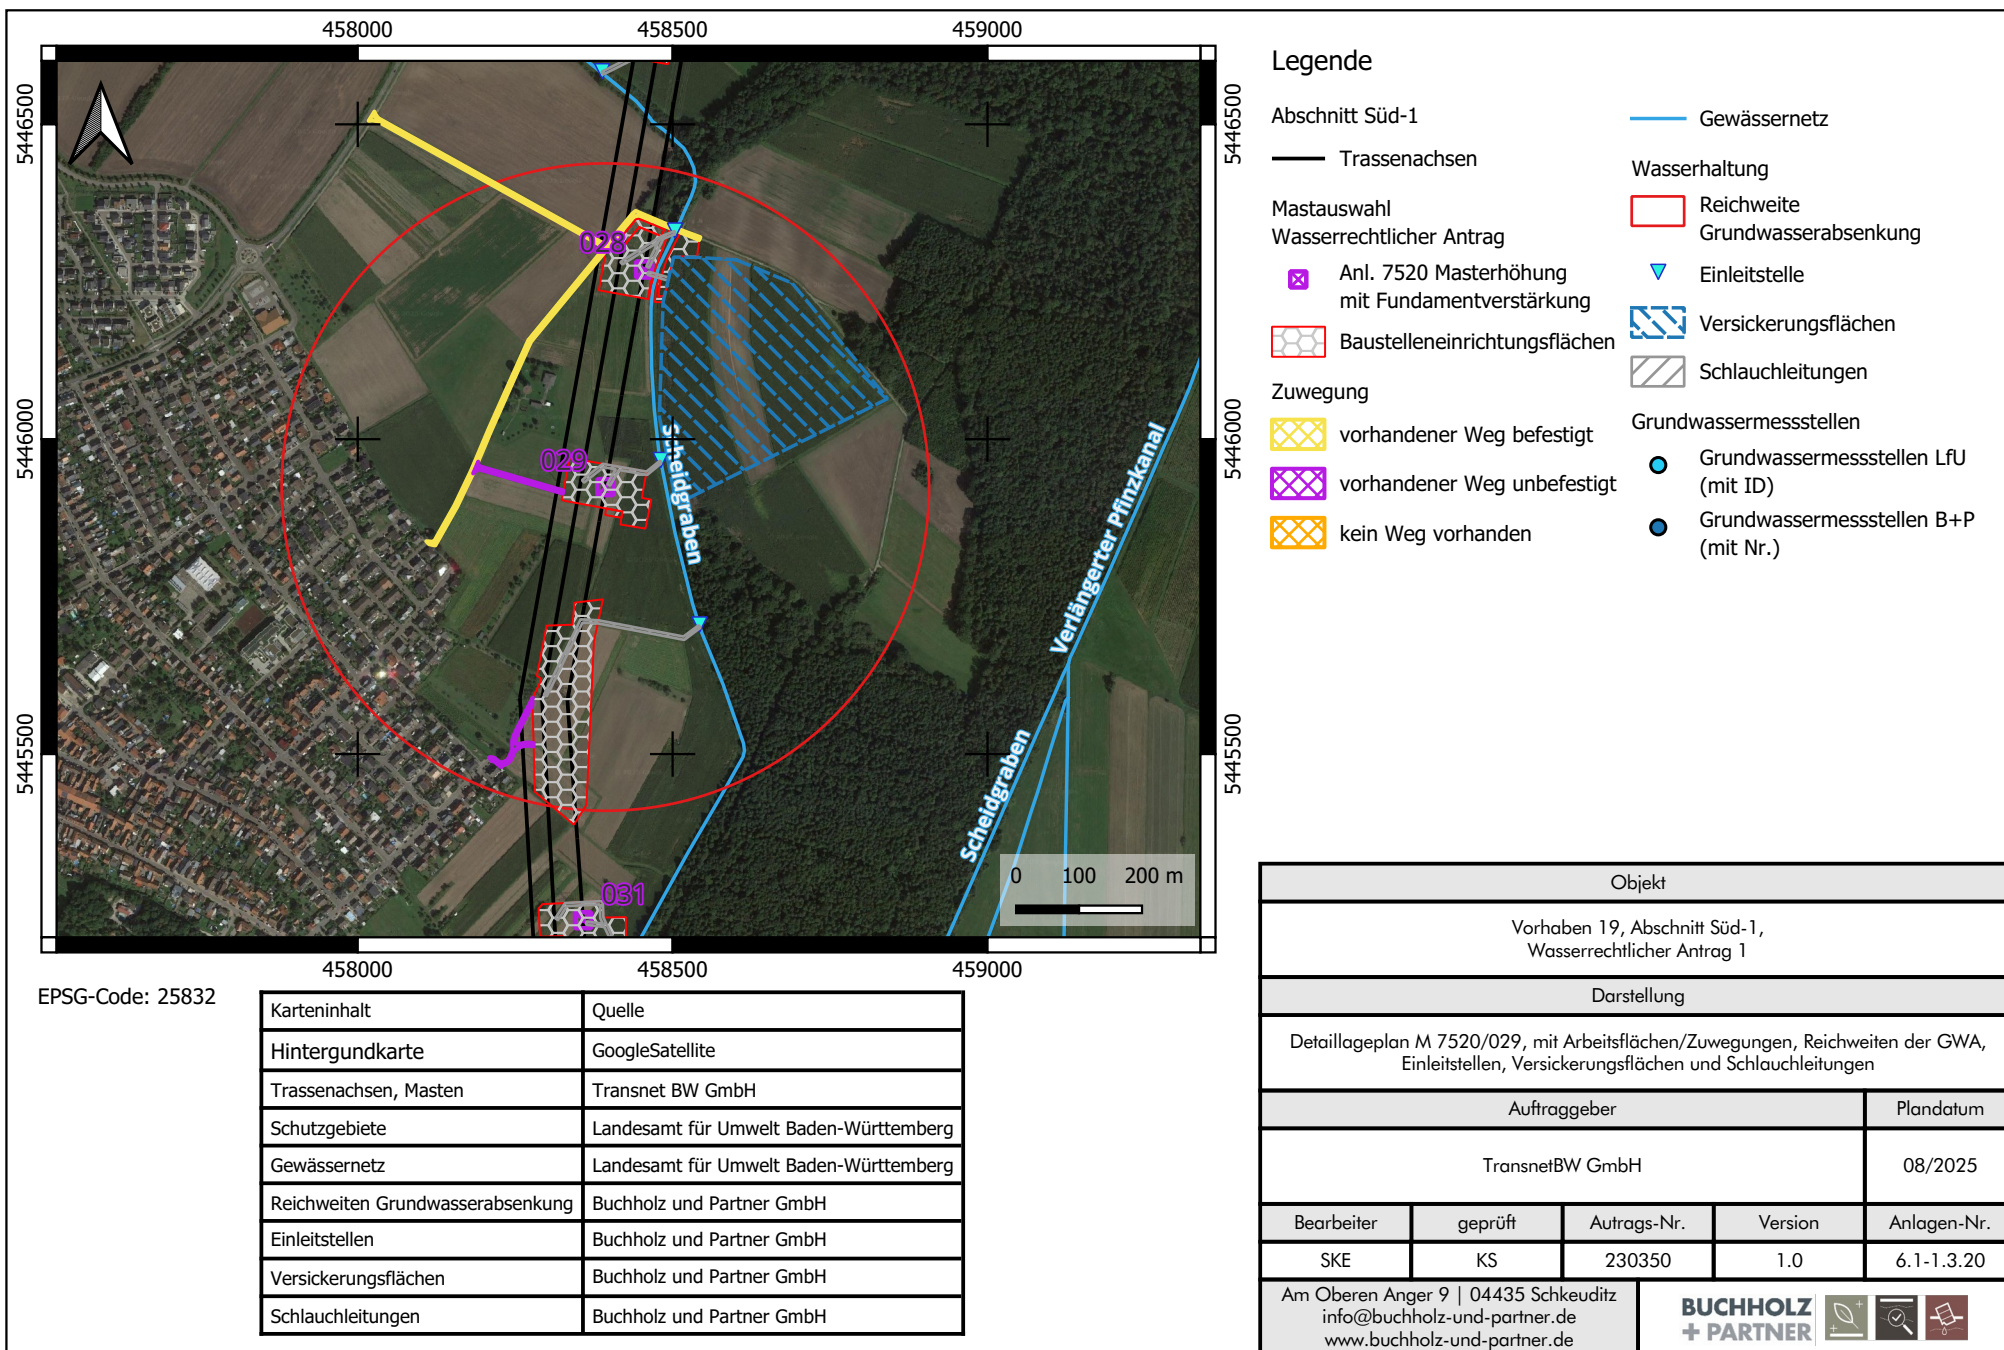 458000
458500
459000
5446500
5446000
5445500
5446500
5446000
5445500
028
029
031
Scheidgraben
Verlängerter Pfinzkanal
Scheidgraben
0 100 200 m
458000
458500
459000
EPSG-Code: 25832
Legende
Abschnitt Süd-1
Trassenachsen
Mastauswahl
Wasserrechtlicher Antrag
Anl. 7520 Masterhöhung
mit Fundamentverstärkung
Baustelleneinrichtungsflächen
Zuwegung
vorhandener Weg befestigt
vorhandener Weg unbefestigt
kein Weg vorhanden
Gewässernetz
Wasserhaltung
Reichweite
Grundwasserabsenkung
Einleitstelle
Versickerungsflächen
Schlauchleitungen
Grundwassermessstellen
Grundwassermessstellen LfU
(mit ID)
Grundwassermessstellen B+P
(mit Nr.)
Karteninhalt Quelle
Hintergundkarte GoogleSatellite
Trassenachsen, Masten Transnet BW GmbH
Schutzgebiete Landesamt für Umwelt Baden-Württemberg
Gewässernetz Landesamt für Umwelt Baden-Württemberg
Reichweiten Grundwasserabsenkung Buchholz und Partner GmbH
Einleitstellen Buchholz und Partner GmbH
Versickerungsflächen Buchholz und Partner GmbH
Schlauchleitungen Buchholz und Partner GmbH
Objekt
Vorhaben 19, Abschnitt Süd-1,
Wasserrechtlicher Antrag 1
Darstellung
Detaillageplan M 7520/029, mit Arbeitsflächen/Zuwegungen, Reichweiten der GWA,
Einleitstellen, Versickerungsflächen und Schlauchleitungen
Auftraggeber Plandatum
TransnetBW GmbH 08/2025
Bearbeiter geprüft Autrags-Nr. Version Anlagen-Nr.
SKE KS 230350 1.0 6.1-1.3.20
Am Oberen Anger 9 | 04435 Schkeuditz
info@buchholz-und-partner.de
www.buchholz-und-partner.de
BUCHHOLZ
+ PARTNER